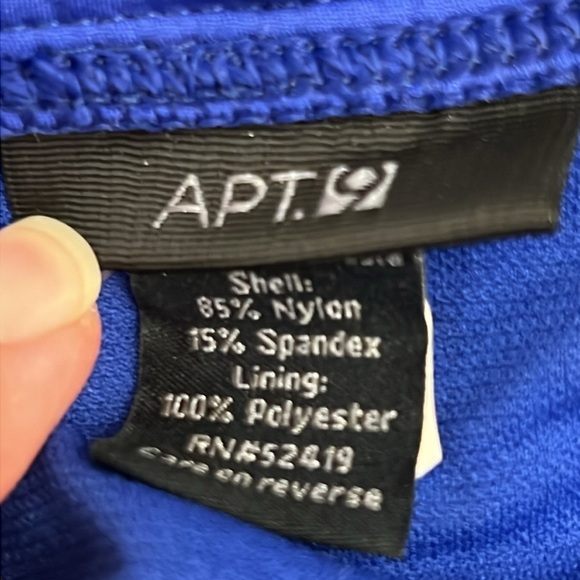 APT.9
Shell:
85% Nylon
15% Spandex
Lining:
100% Polyester
RN#52419
Care on reverse